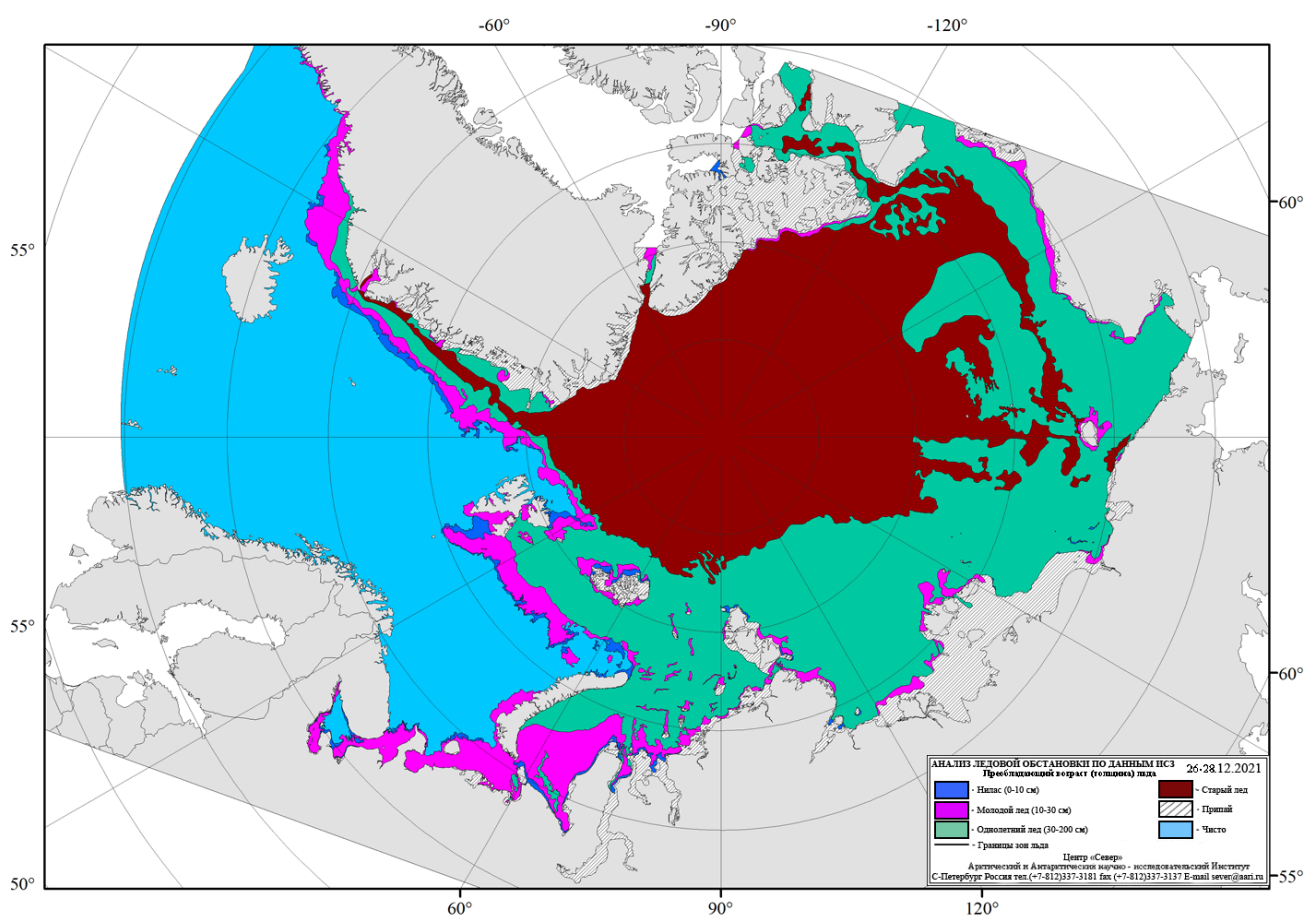 -60° -90° -120°
60°
55°
55°
60°
50°
55°
60° 90° 120°
АНАЛИЗ ЛЕДОВОЙ ОБСТАНОВКИ ПО ДАННЫМ ИСЗ
Преобладающий возраст (толщина) льда
26-28.12.2021
- Нилас (0-10 см)
- Старый лед
- Молодой лед (10-30 см)
- Припай
- Однолетний лед (30-200 см)
- Чисто
- Границы зон льда
Центр «Север»
Арктический и Антарктический научно - исследовательский Институт
С-Петербург Россия тел.(+7-812)337-3181 fax (+7-812)337-3137 E-mail sever@aari.ru